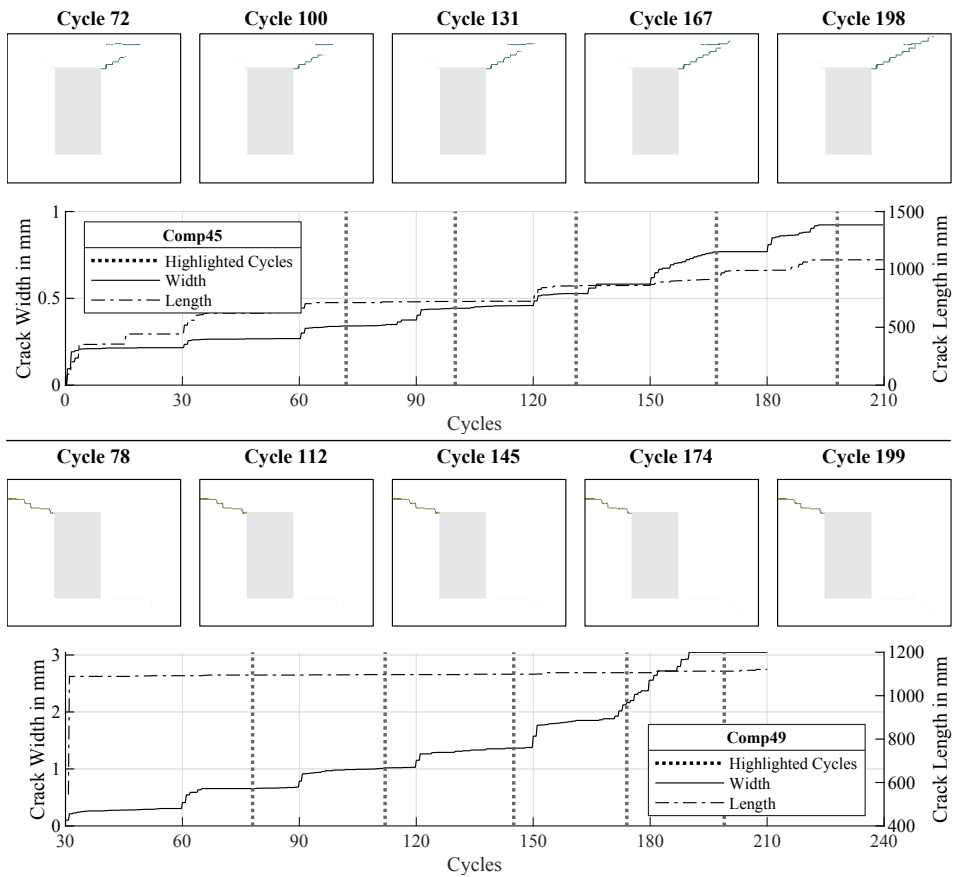 Cycle 72 Cycle 100 Cycle 131 Cycle 167 Cycle 198
1 1500
Comp45
Highlighted Cycles
Width
Length
1000
0.5
500
0 0
Crack Width in mm
Crack Length in mm
0 30 60 90 120 150 180 210
Cycles
Cycle 78 Cycle 112 Cycle 145 Cycle 174 Cycle 199
3 1200
1000
2
800
1
600
0 400
Crack Width in mm
Crack Length in mm
Comp49
Highlighted Cycles
Width
Length
30 60 90 120 150 180 210 240
Cycles